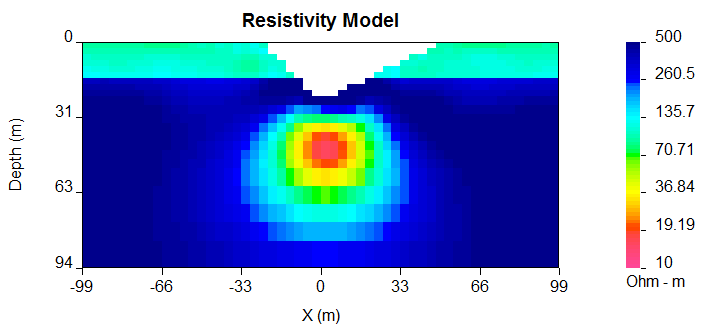 Resistivity Model
0
31
63
94
Depth (m)
-99 -66 -33 0 33 66 99
X (m)
500
260.5
135.7
70.71
36.84
19.19
10
Ohm - m